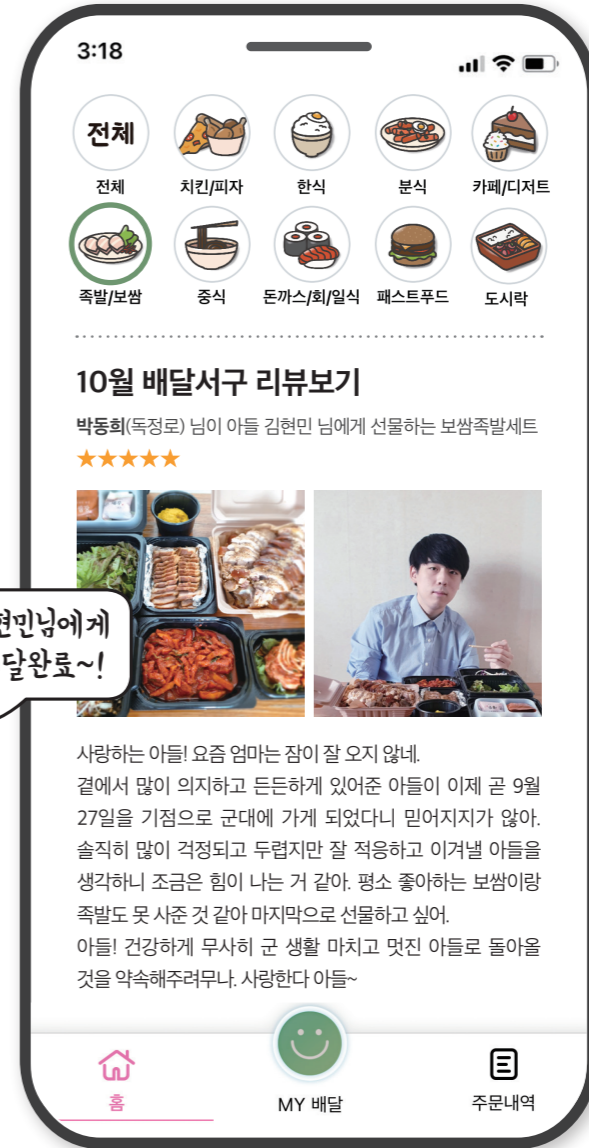 3:18
전체
전체
치킨/피자
한식
분식
카페/디저트
족발/보쌈
중식
돈까스/회/일식
패스트푸드
도시락
10월 배달서구 리뷰보기
박동희(독정로) 님이 아들 김현민 님에게 선물하는 보쌈족발세트
★★★★★
현민님에게
달완료~!
사랑하는 아들! 요즘 엄마는 잠이 잘 오지 않네.
곁에서 많이 의지하고 든든하게 있어준 아들이 이제 곧 9월
27일을 기점으로 군대에 가게 되었다니 믿어지지가 않아.
솔직히 많이 걱정되고 두렵지만 잘 적응하고 이겨낼 아들을
생각하니 조금은 힘이 나는 거 같아. 평소 좋아하는 보쌈이랑
족발도 못 사준 것 같아 마지막으로 선물하고 싶어.
아들! 건강하게 무사히 군 생활 마치고 멋진 아들로 돌아올
것을 약속해주려무나. 사랑한다 아들~
홈
MY 배달
주문내역